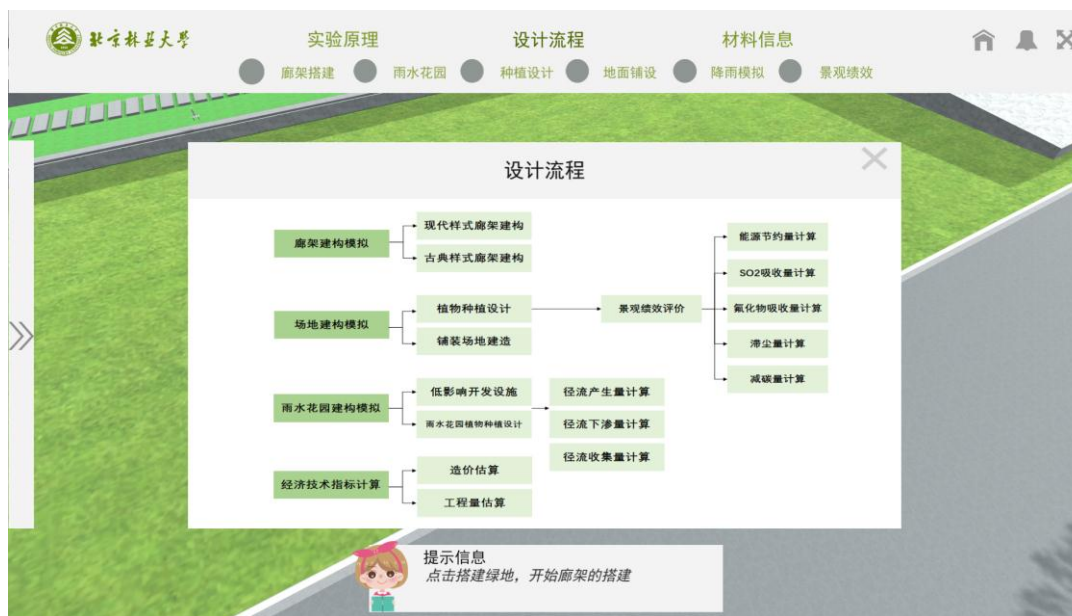 北京林业大学
实验原理 设计流程 材料信息
廊架搭建 雨水花园 种植设计 地面铺设 降雨模拟 景观绩效
设计流程
廊架建构模拟
现代样式廊架建构
古典样式廊架建构
场地建构模拟
植物种植设计
铺装场地建造
景观绩效评价
能源节约量计算
SO2吸收量计算
氟化物吸收量计算
滞尘量计算
减碳量计算
雨水花园建构模拟
低影响开发设施
雨水花园植物种植设计
径流产生量计算
径流下渗量计算
径流收集量计算
经济技术指标计算
造价估算
工程量估算
提示信息
点击搭建绿地，开始廊架的搭建